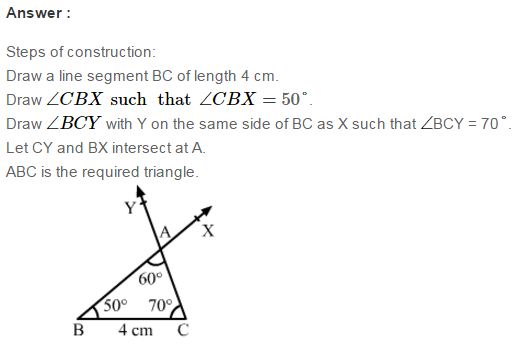 Answer :
Steps of construction:
Draw a line segment BC of length 4 cm.
Draw ∠CBX such that ∠CBX = 50°.
Draw ∠BCY with Y on the same side of BC as X such that ∠BCY = 70°.
Let CY and BX intersect at A.
ABC is the required triangle.
Y
A X
60°
50° 70°
B 4 cm C